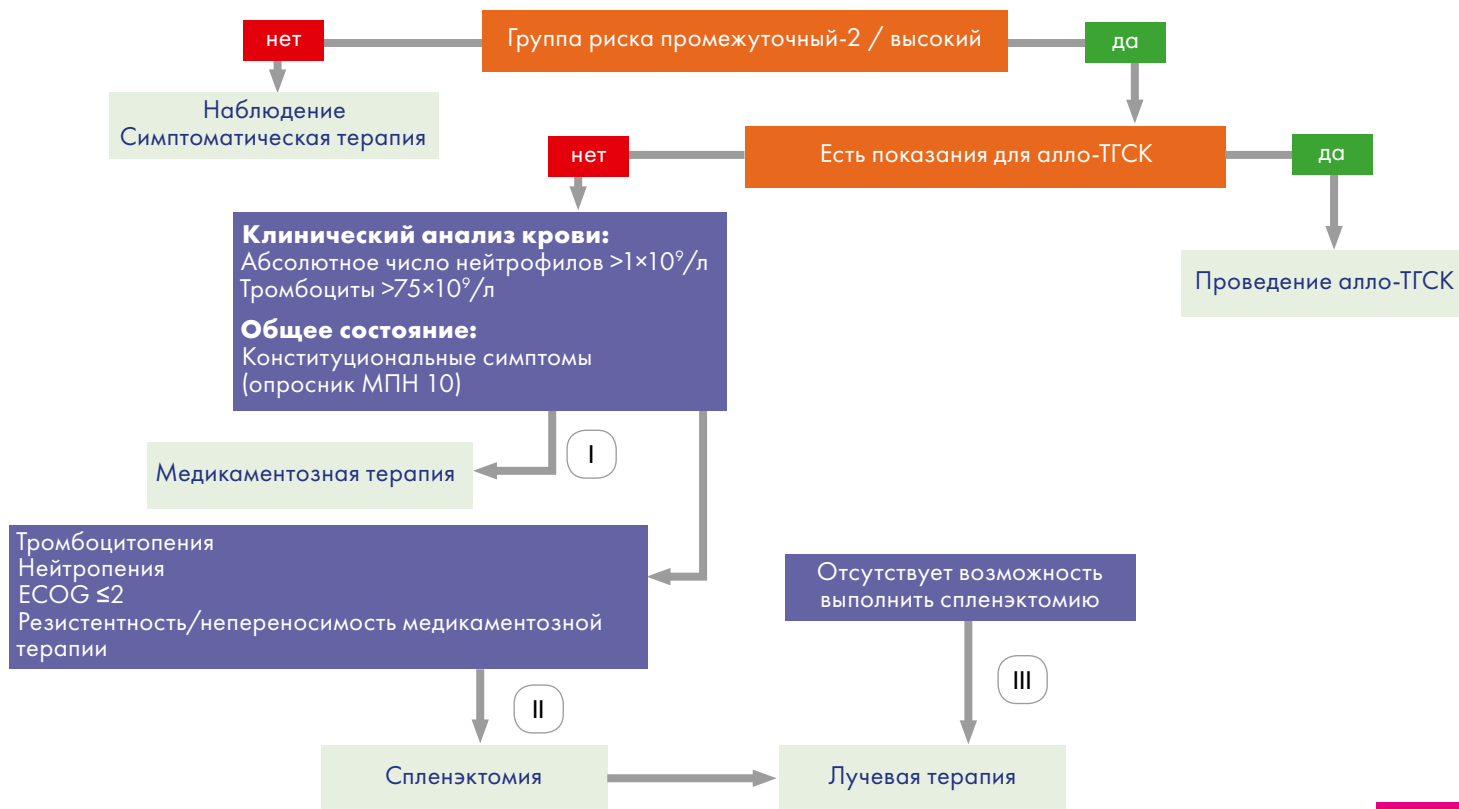 нет
Группа риска промежуточный-2 / высокий
да
Наблюдение
Симптоматическая терапия
нет
Есть показания для алло-ТГСК
да
Клинический анализ крови:
Абсолютное число нейтрофилов >1×10⁹/л
Тромбоциты >75×10⁹/л
Общее состояние:
Конституциональные симптомы
(опросник МПН 10)
Проведение алло-ТГСК
I
Медикаментозная терапия
Тромбоцитопения
Нейтропения
ECOG ≤2
Резистентность/непереносимость медикаментозной
терапии
Отсутствует возможность
выполнить спленэктомию
II
III
Спленэктомия
Лучевая терапия